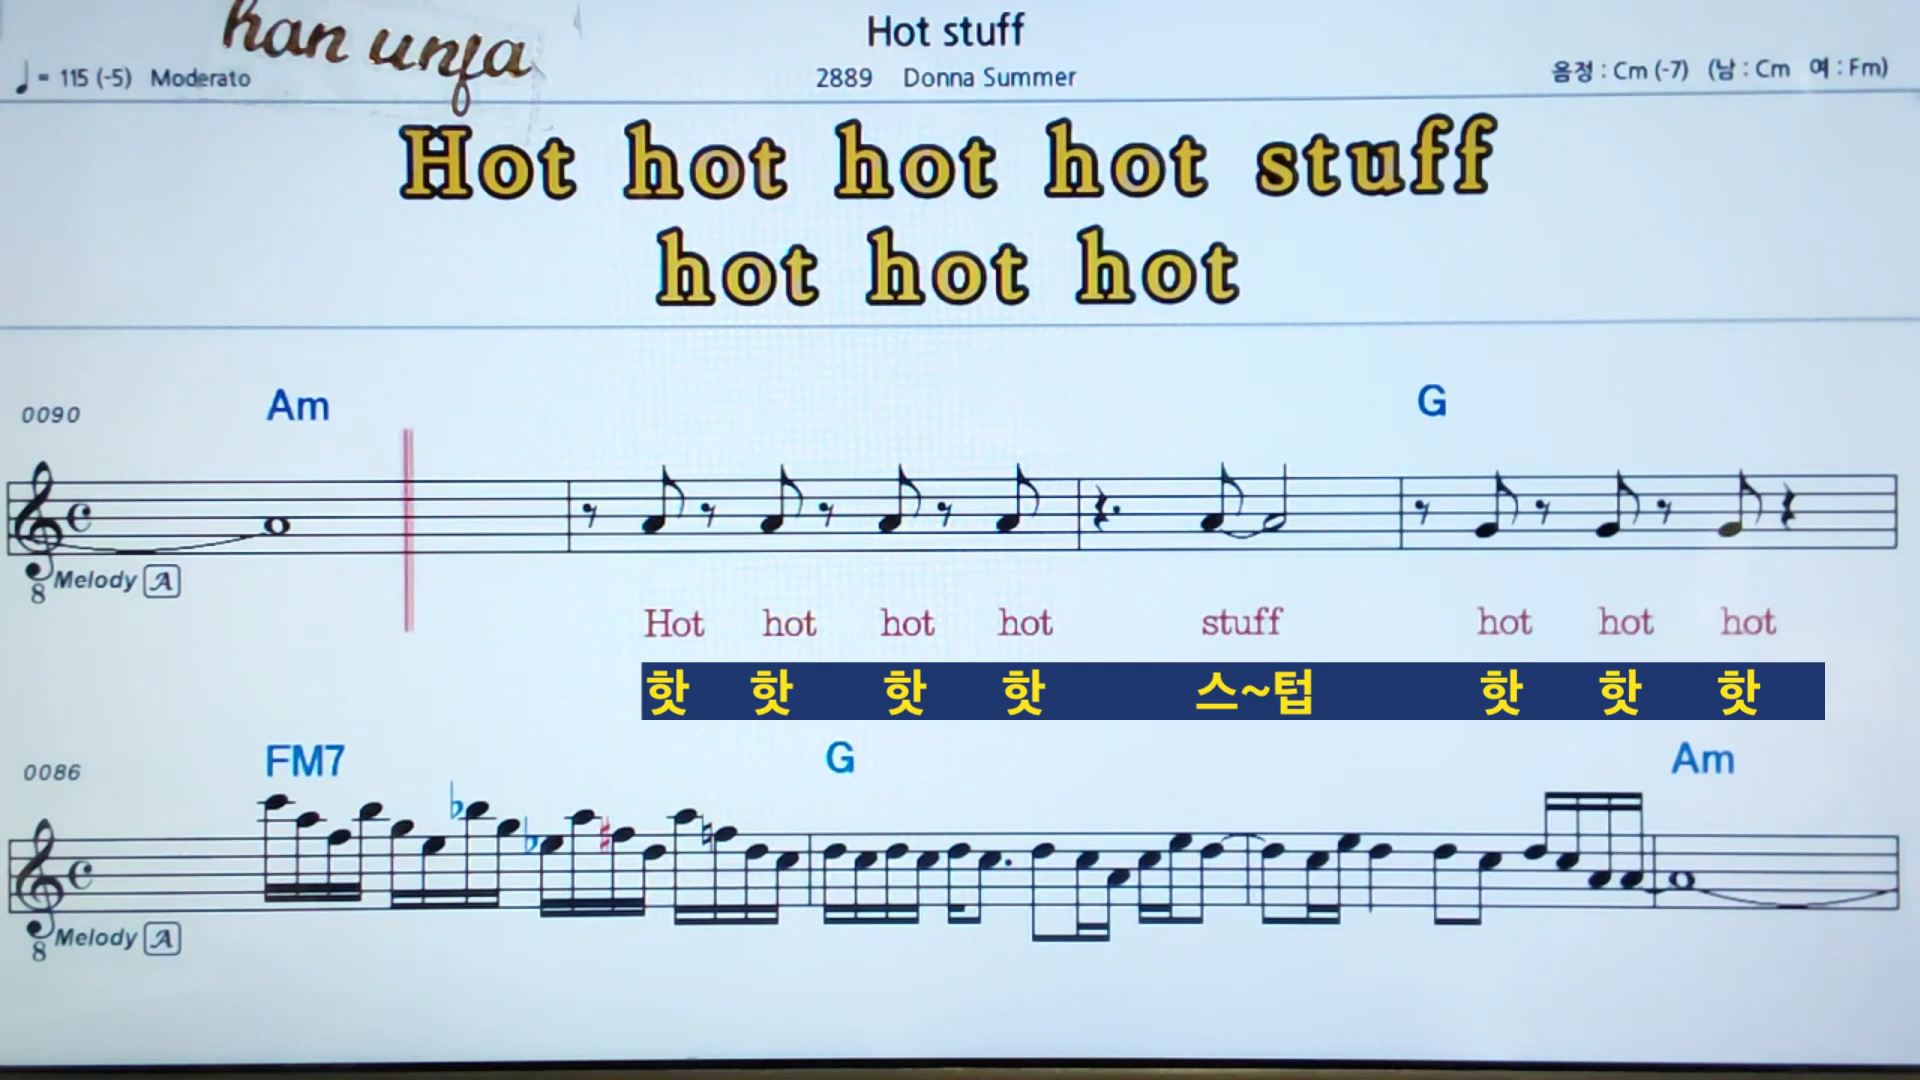 han unja
Hot stuff
♩ = 115 (-5) Moderato
2889 Donna Summer
음정 : Cm (-7) (남 : Cm 여 : Fm)
Hot hot hot hot stuff
hot hot hot
0090 Am G
8 Melody A
Hot hot hot hot stuff hot hot hot
핫 핫 핫 핫 스~텁 핫 핫 핫
0086 FM7 G Am
8 Melody A